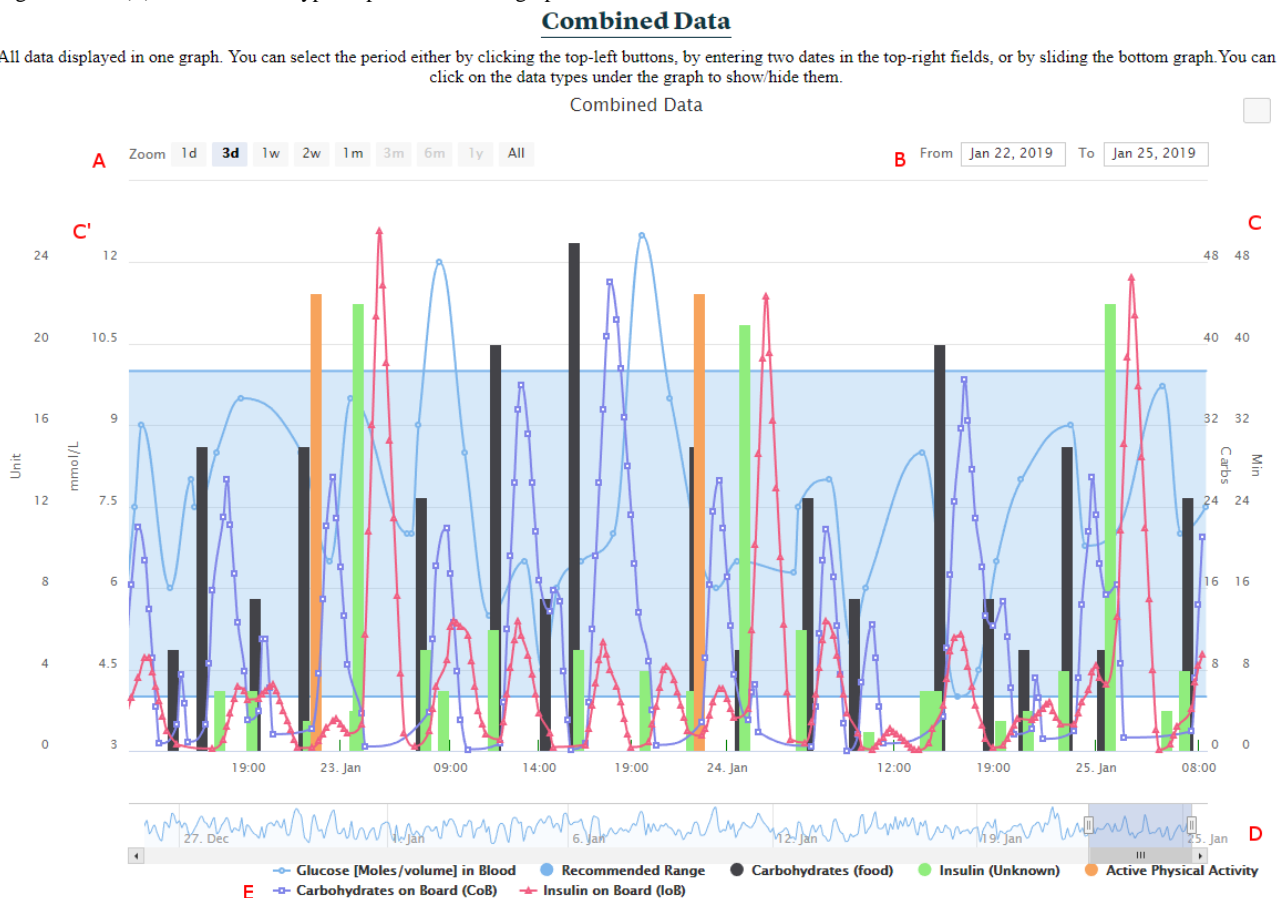 Combined Data
All data displayed in one graph. You can select the period either by clicking the top-left buttons, by entering two dates in the top-right fields, or by sliding the bottom graph.You can
click on the data types under the graph to show/hide them.
Combined Data
A Zoom 1d 3d 1w 2w 1m 3m 6m 1y All B From Jan 22, 2019 To Jan 25, 2019
C' C
24 12 48 48
20 10.5 40 40
16 9 32 32
Unit mmol/L Carbs Min
12 7.5 24 24
8 6 16 16
4 4.5 8 8
0 3 0 0
19:00 23. Jan 09:00 14:00 19:00 24. Jan 12:00 19:00 25. Jan 08:00
27. Dec 1. Jan 6. Jan 12. Jan 19. Jan 25. Jan D
Glucose [Moles/volume] in Blood Recommended Range Carbohydrates (food) Insulin (Unknown) Active Physical Activity
E Carbohydrates on Board (CoB) Insulin on Board (IoB)